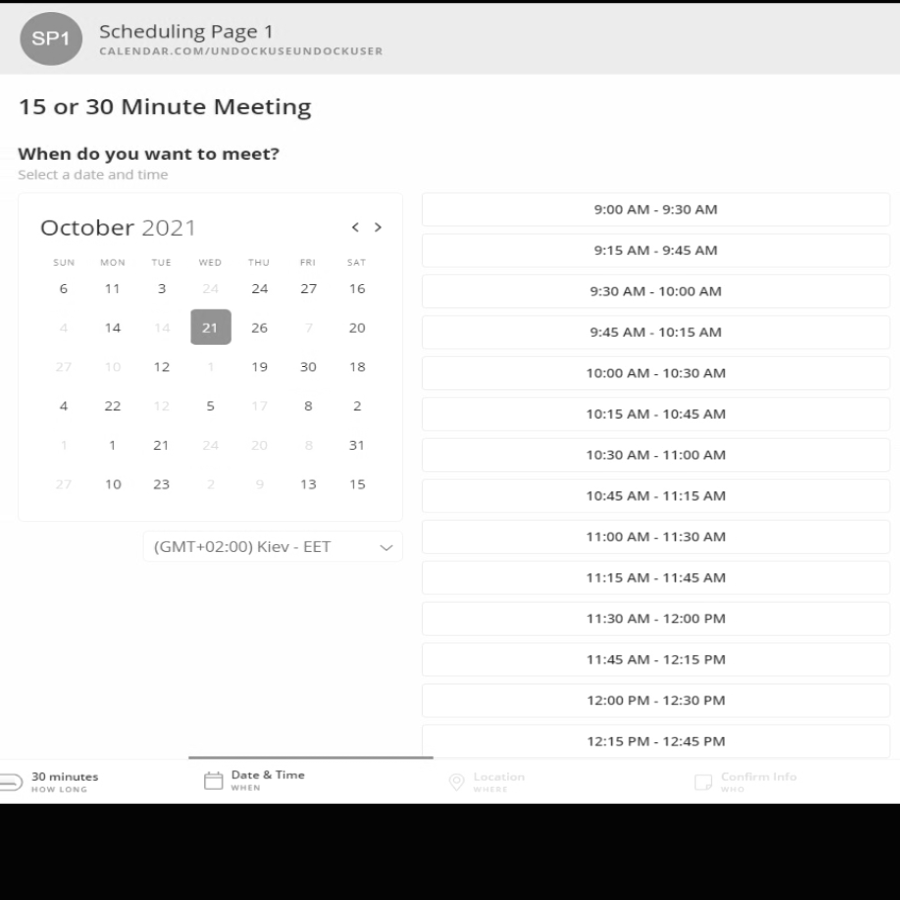 SP1
Scheduling Page 1
CALENDAR.COM/UNDOCKUSEUNDOCKUSER
15 or 30 Minute Meeting
When do you want to meet?
Select a date and time
October 2021
SUN MON TUE WED THU FRI SAT
6 11 3 24 24 27 16
4 14 14 21 26 7 20
27 10 12 1 19 30 18
4 22 12 5 17 8 2
1 1 21 24 20 8 31
27 10 23 2 9 13 15
(GMT+02:00) Kiev - EET
9:00 AM - 9:30 AM
9:15 AM - 9:45 AM
9:30 AM - 10:00 AM
9:45 AM - 10:15 AM
10:00 AM - 10:30 AM
10:15 AM - 10:45 AM
10:30 AM - 11:00 AM
10:45 AM - 11:15 AM
11:00 AM - 11:30 AM
11:15 AM - 11:45 AM
11:30 AM - 12:00 PM
11:45 AM - 12:15 PM
12:00 PM - 12:30 PM
12:15 PM - 12:45 PM
30 minutes
HOW LONG
Date & Time
WHEN
Location
WHERE
Confirm Info
WHO